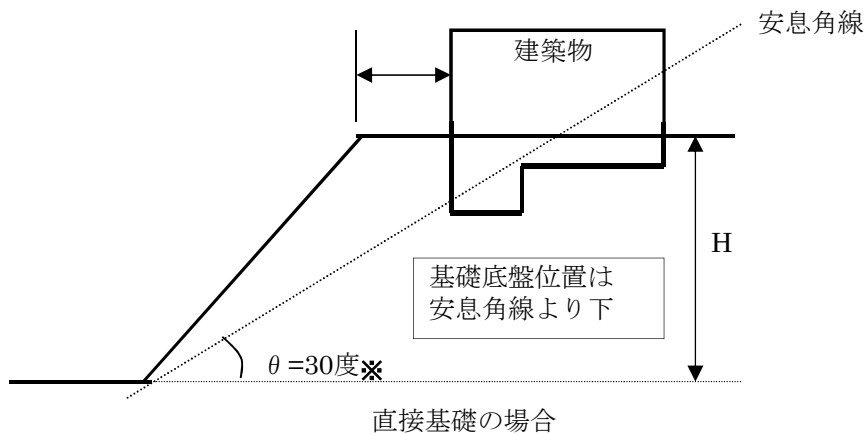 安息角線
建築物
H
基礎底盤位置は
安息角線より下
θ=30度※
直接基礎の場合